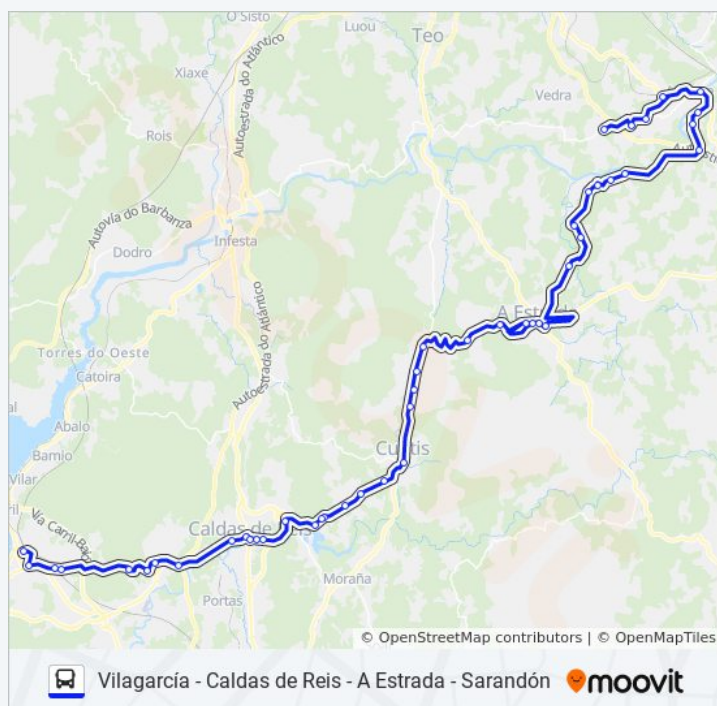 O Sisto
Luou
Teo
Autoestrada do Atlántico
Xiaxe
Vedra
Rois
Autovía do Barbanza
Infesta
Dodro
A Estrada
Torres do Oeste
Catoira
Autoestrada do Atlántico
Abalo
Bamio
Vilar
Cuntis
Vía Carril-Ba
Caldas de Reis
Moraña
Portas
© OpenStreetMap contributors | © OpenMapTiles
Vilagarcía - Caldas de Reis - A Estrada - Sarandón
moovit